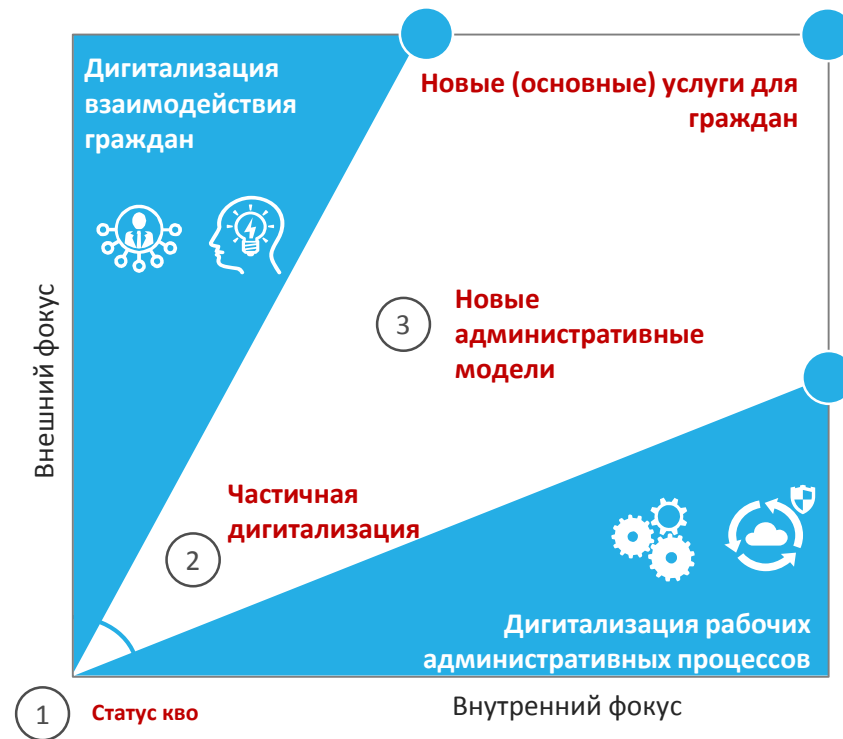 Дигитализация
взаимодействия
граждан
Новые (основные) услуги для
граждан
Внешний фокус
3
Новые
административные
модели
Частичная
дигитализация
2
Дигитализация рабочих
административных процессов
1
Статус кво
Внутренний фокус